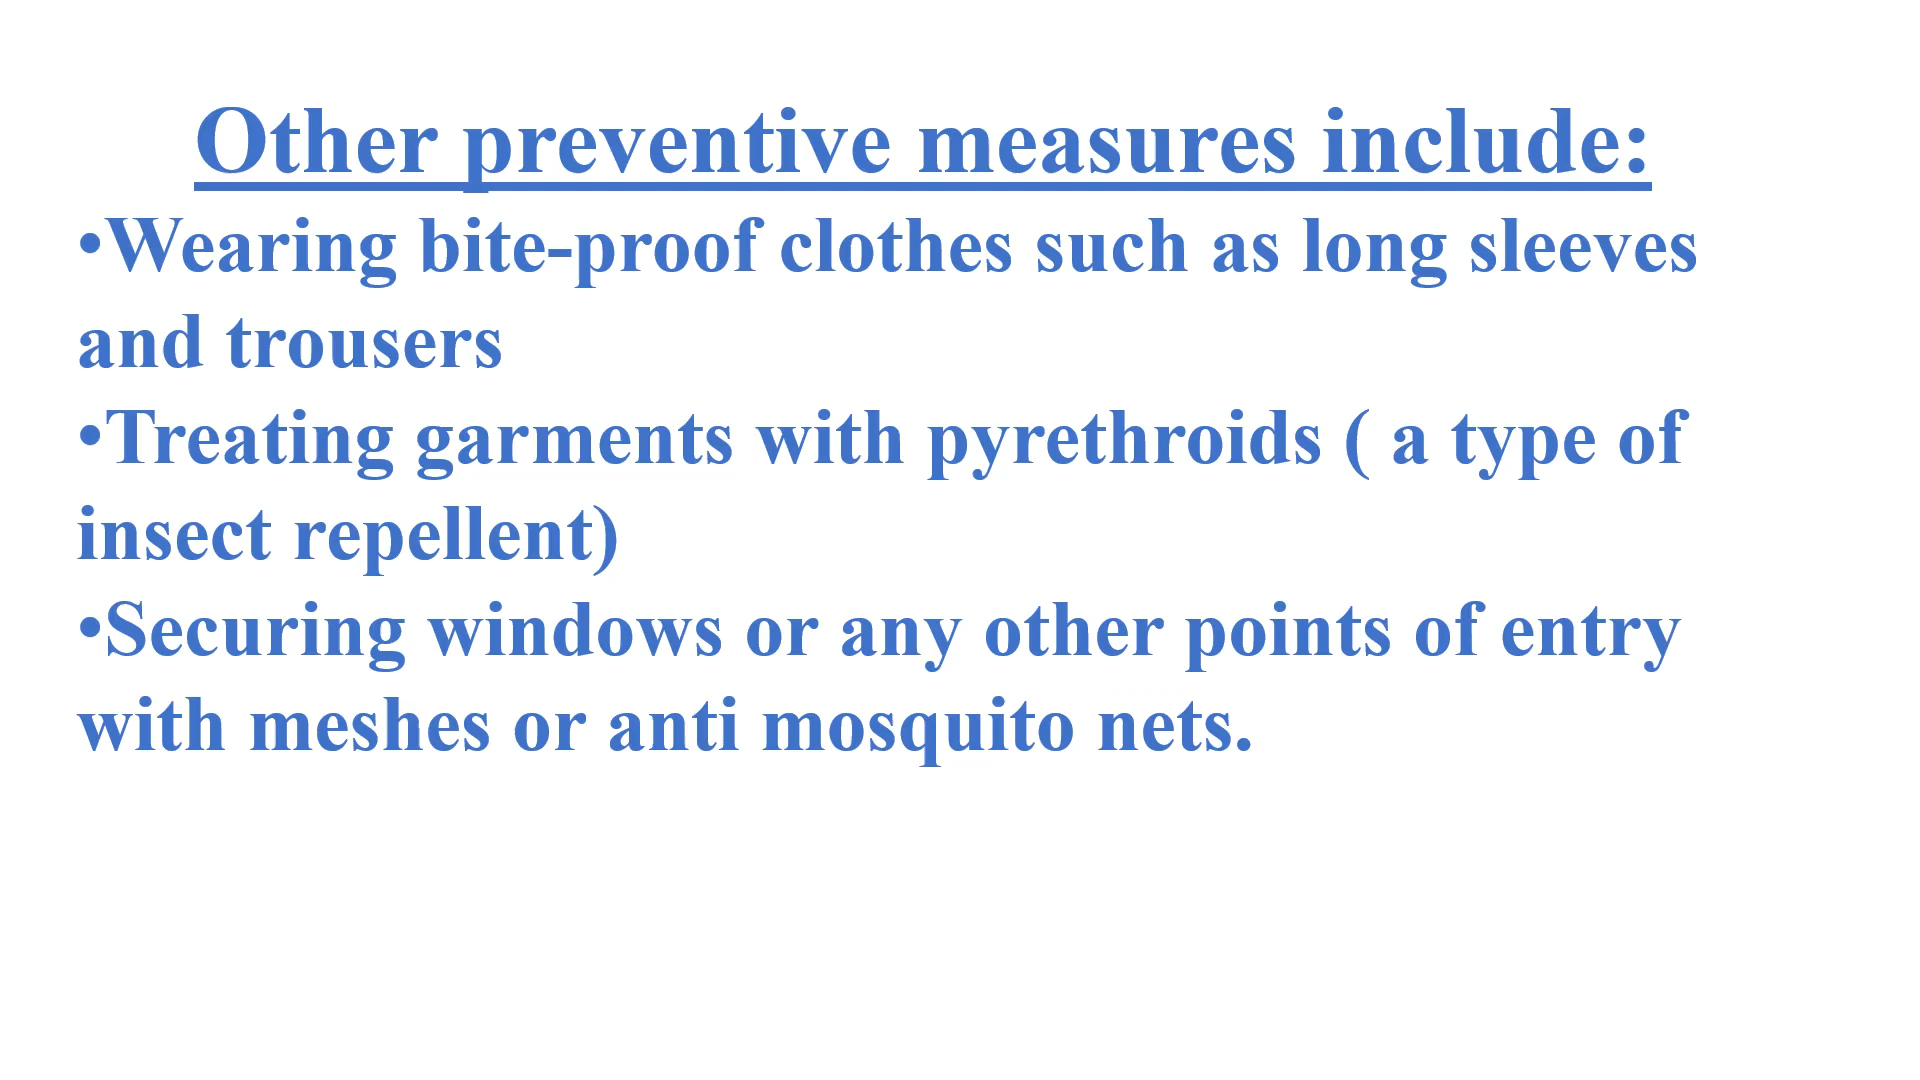 Other preventive measures include:
•Wearing bite-proof clothes such as long sleeves
and trousers
•Treating garments with pyrethroids ( a type of
insect repellent)
•Securing windows or any other points of entry
with meshes or anti mosquito nets.